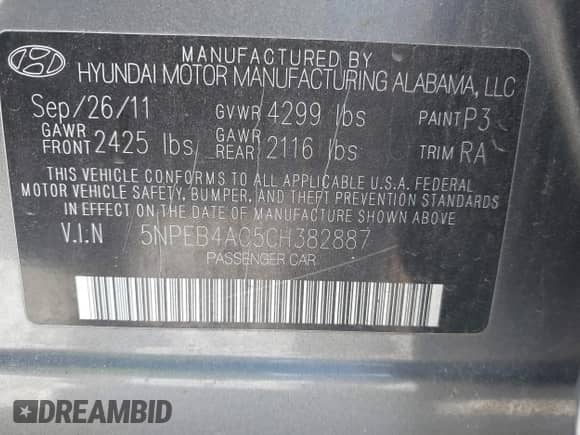 MANUFACTURED BY
HYUNDAI MOTOR MANUFACTURING ALABAMA, LLC
Sep/26/11 GVWR 4299 lbs PAINT P3
GAWR FRONT 2425 lbs GAWR REAR 2116 lbs TRIM RA
THIS VEHICLE CONFORMS TO ALL APPLICABLE U.S.A. FEDERAL
MOTOR VEHICLE SAFETY, BUMPER, AND THEFT PREVENTION STANDARDS
IN EFFECT ON THE DATE OF MANUFACTURE SHOWN ABOVE.
V.I.N 5NPEB4AC5CH382887
PASSENGER CAR
DREAMBID